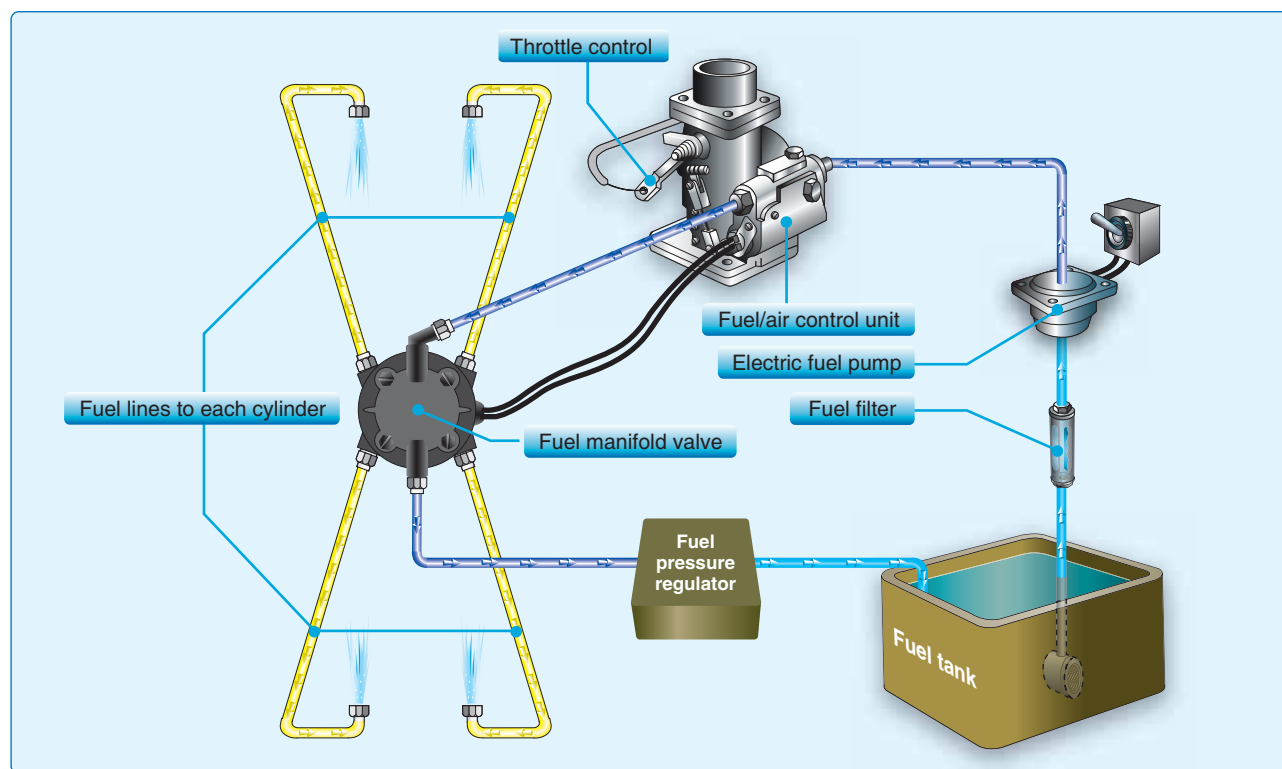 Throttle control
Fuel/air control unit
Electric fuel pump
Fuel lines to each cylinder
Fuel filter
Fuel manifold valve
Fuel
pressure
regulator
Fuel tank